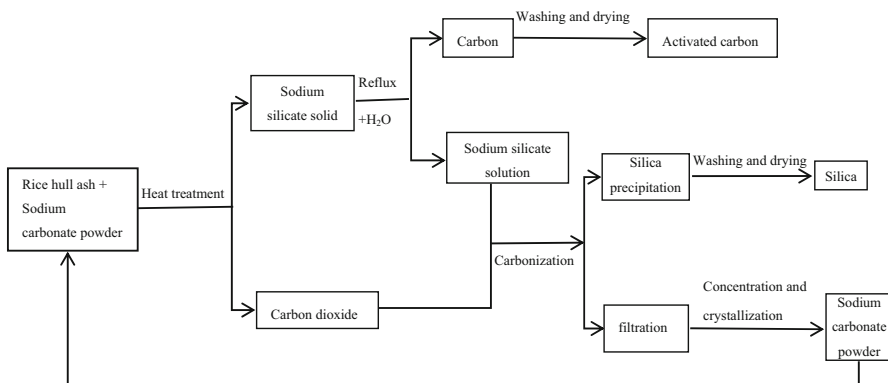 Washing and drying
Carbon
Activated carbon
Reflux
+H₂O
Sodium
silicate solid
Sodium silicate
solution
Silica
precipitation
Washing and drying
Silica
Rice hull ash +
Sodium
carbonate powder
Heat treatment
Carbonization
Carbon dioxide
Concentration and
crystallization
filtration
Sodium
carbonate
powder